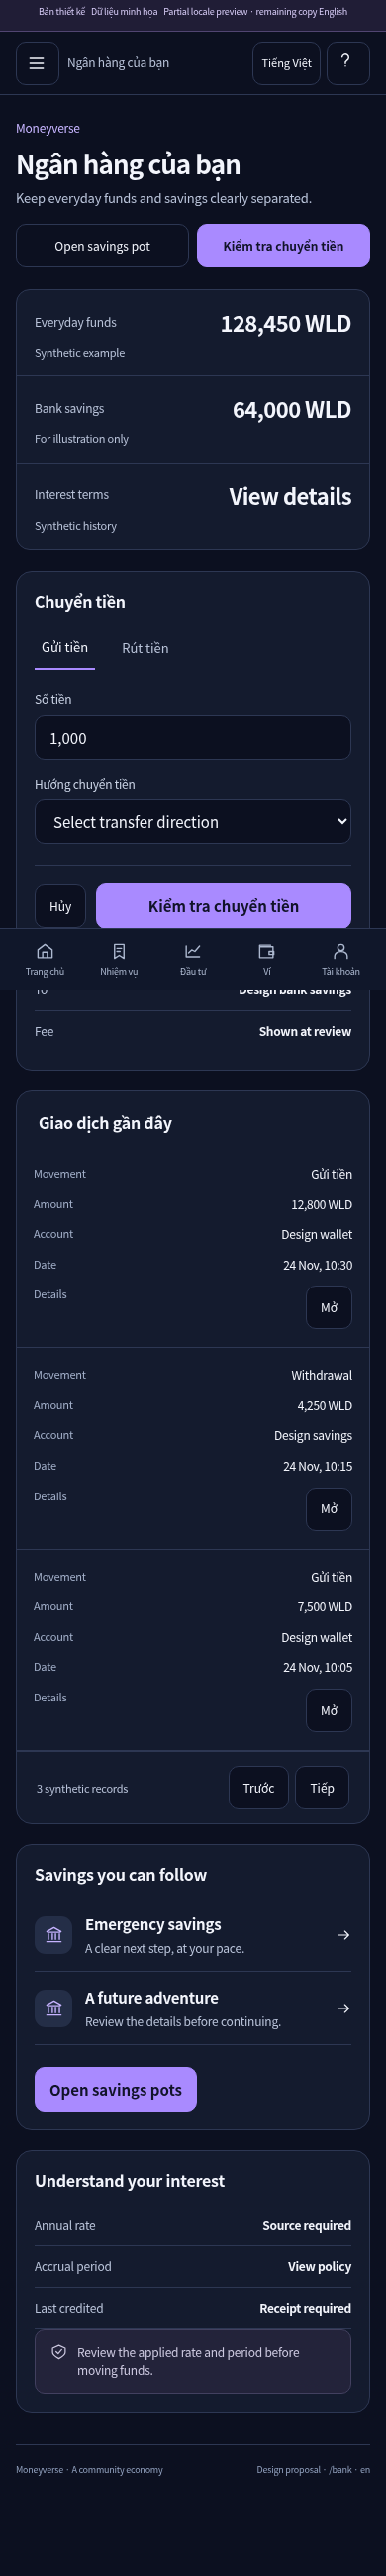 Bản thiết kế Dữ liệu minh họa Partial locale preview · remaining copy English
Ngân hàng của bạn
Tiếng Việt
?
Moneyverse
Ngân hàng của bạn
Keep everyday funds and savings clearly separated.
Open savings pot
Kiểm tra chuyển tiền
Everyday funds
128,450 WLD
Synthetic example
Bank savings
64,000 WLD
For illustration only
Interest terms
View details
Synthetic history
Chuyển tiền
Gửi tiền
Rút tiền
Số tiền
1,000
Hướng chuyển tiền
Select transfer direction
Hủy
Kiểm tra chuyển tiền
Trang chủ
Nhiệm vụ
Đầu tư
Ví
Tài khoản
To
Design bank savings
Fee
Shown at review
Giao dịch gần đây
Movement
Gửi tiền
Amount
12,800 WLD
Account
Design wallet
Date
24 Nov, 10:30
Details
Mở
Movement
Withdrawal
Amount
4,250 WLD
Account
Design savings
Date
24 Nov, 10:15
Details
Mở
Movement
Gửi tiền
Amount
7,500 WLD
Account
Design wallet
Date
24 Nov, 10:05
Details
Mở
3 synthetic records
Trước
Tiếp
Savings you can follow
Emergency savings
A clear next step, at your pace.
A future adventure
Review the details before continuing.
Open savings pots
Understand your interest
Annual rate
Source required
Accrual period
View policy
Last credited
Receipt required
Review the applied rate and period before
moving funds.
Moneyverse · A community economy
Design proposal · /bank · en